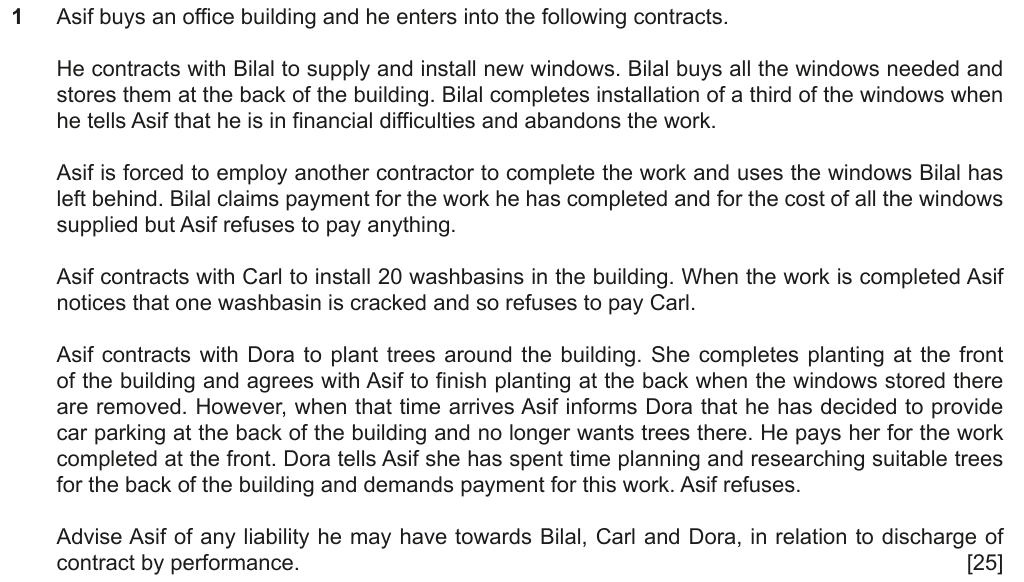 1 Asif buys an office building and he enters into the following contracts.
He contracts with Bilal to supply and install new windows. Bilal buys all the windows needed and
stores them at the back of the building. Bilal completes installation of a third of the windows when
he tells Asif that he is in financial difficulties and abandons the work.
Asif is forced to employ another contractor to complete the work and uses the windows Bilal has
left behind. Bilal claims payment for the work he has completed and for the cost of all the windows
supplied but Asif refuses to pay anything.
Asif contracts with Carl to install 20 washbasins in the building. When the work is completed Asif
notices that one washbasin is cracked and so refuses to pay Carl.
Asif contracts with Dora to plant trees around the building. She completes planting at the front
of the building and agrees with Asif to finish planting at the back when the windows stored there
are removed. However, when that time arrives Asif informs Dora that he has decided to provide
car parking at the back of the building and no longer wants trees there. He pays her for the work
completed at the front. Dora tells Asif she has spent time planning and researching suitable trees
for the back of the building and demands payment for this work. Asif refuses.
Advise Asif of any liability he may have towards Bilal, Carl and Dora, in relation to discharge of
contract by performance. [25]